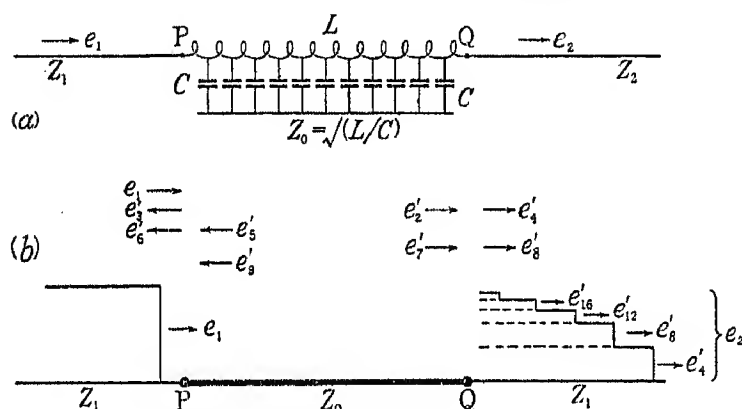 L
→ e₁ P Q → e₂
Z₁ Z₂
C C
(a)
Z₀=√(L/C)
e₁ →
e′₃ ← e′₂ → → e′₄
e′₆ ← ← e′₅ e′₇ → → e′₈
(b) ← e′₉
→ e′₁₆
→ e₁ → e′₁₂
→ e′₈ e₂
→ e′₄
Z₁ P Z₀ Q Z₁